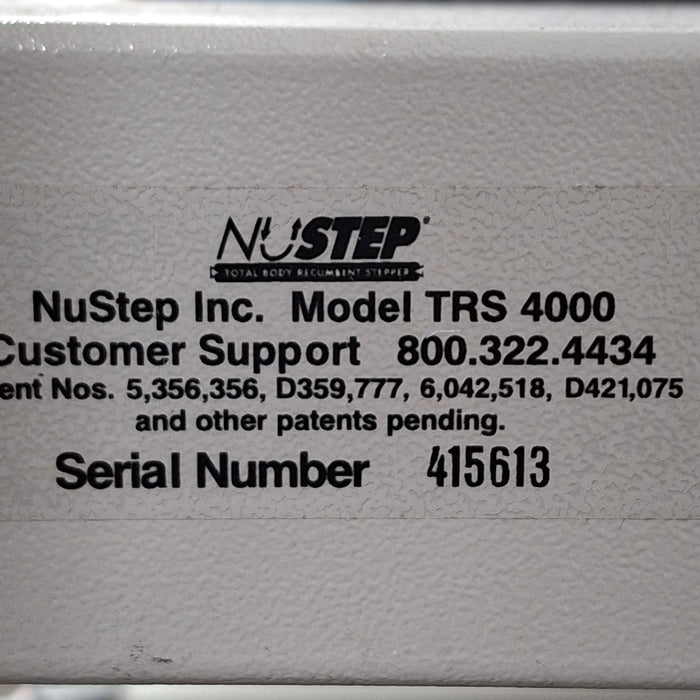 NUSTEP®
TOTAL BODY RECUMBENT STEPPER
NuStep Inc. Model TRS 4000
Customer Support 800.322.4434
ent Nos. 5,356,356, D359,777, 6,042,518, D421,075
and other patents pending.
Serial Number 415613